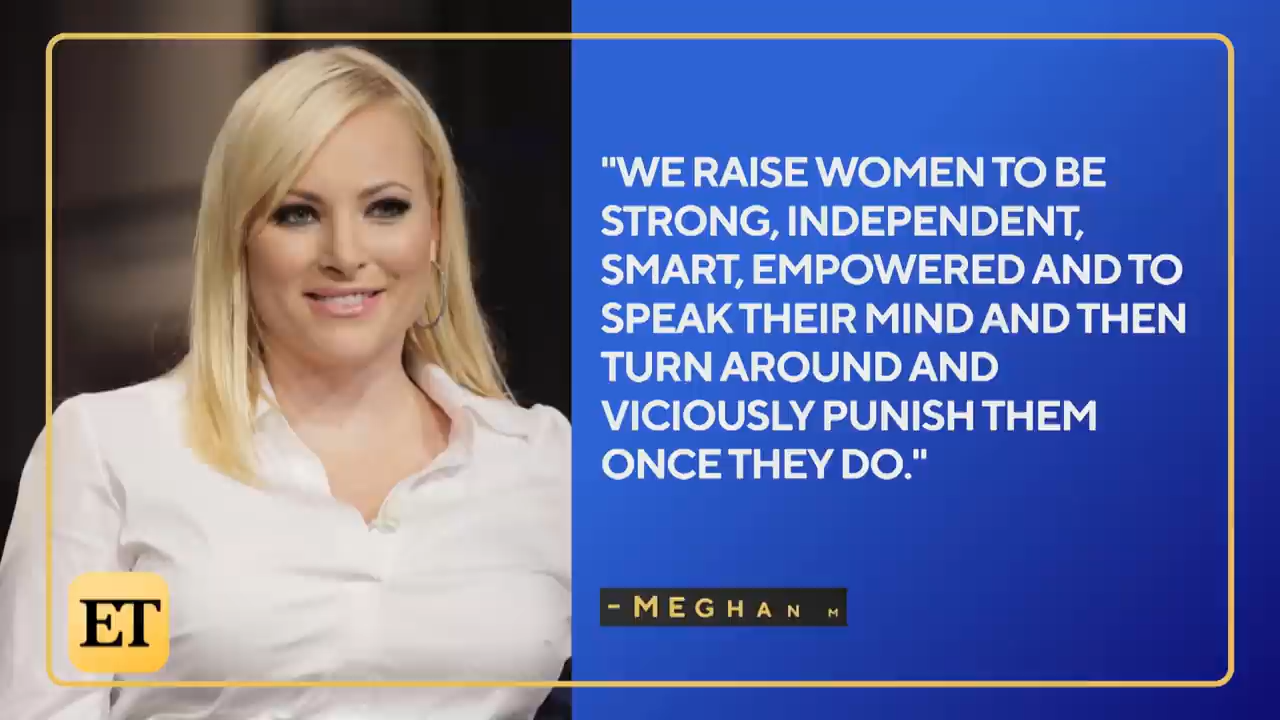 "WE RAISE WOMEN TO BE
STRONG, INDEPENDENT,
SMART, EMPOWERED AND TO
SPEAK THEIR MIND AND THEN
TURN AROUND AND
VICIOUSLY PUNISH THEM
ONCE THEY DO."
- MEGHAN M
ET